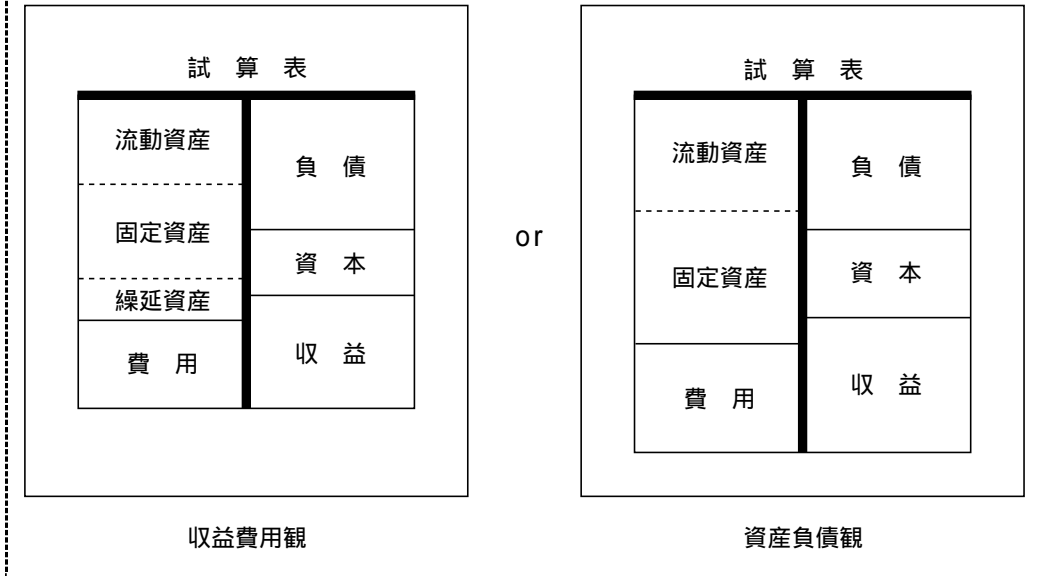 試 算 表
流動資産
固定資産
繰延資産
費 用
負 債
資 本
収 益
収益費用観
or
試 算 表
流動資産
固定資産
費 用
負 債
資 本
収 益
資産負債観